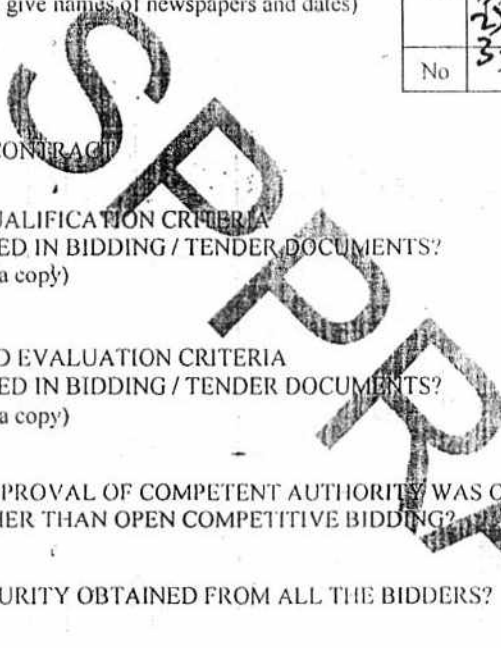 give names of newspapers and dates)
No
CONTRACT
UALIFICATION CRITERIA
ED IN BIDDING / TENDER DOCUMENTS?
a copy)
D EVALUATION CRITERIA
ED IN BIDDING / TENDER DOCUMENTS?
a copy)
PROVAL OF COMPETENT AUTHORITY WAS O
HER THAN OPEN COMPETITIVE BIDDING?
URITY OBTAINED FROM ALL THE BIDDERS?
SPPR